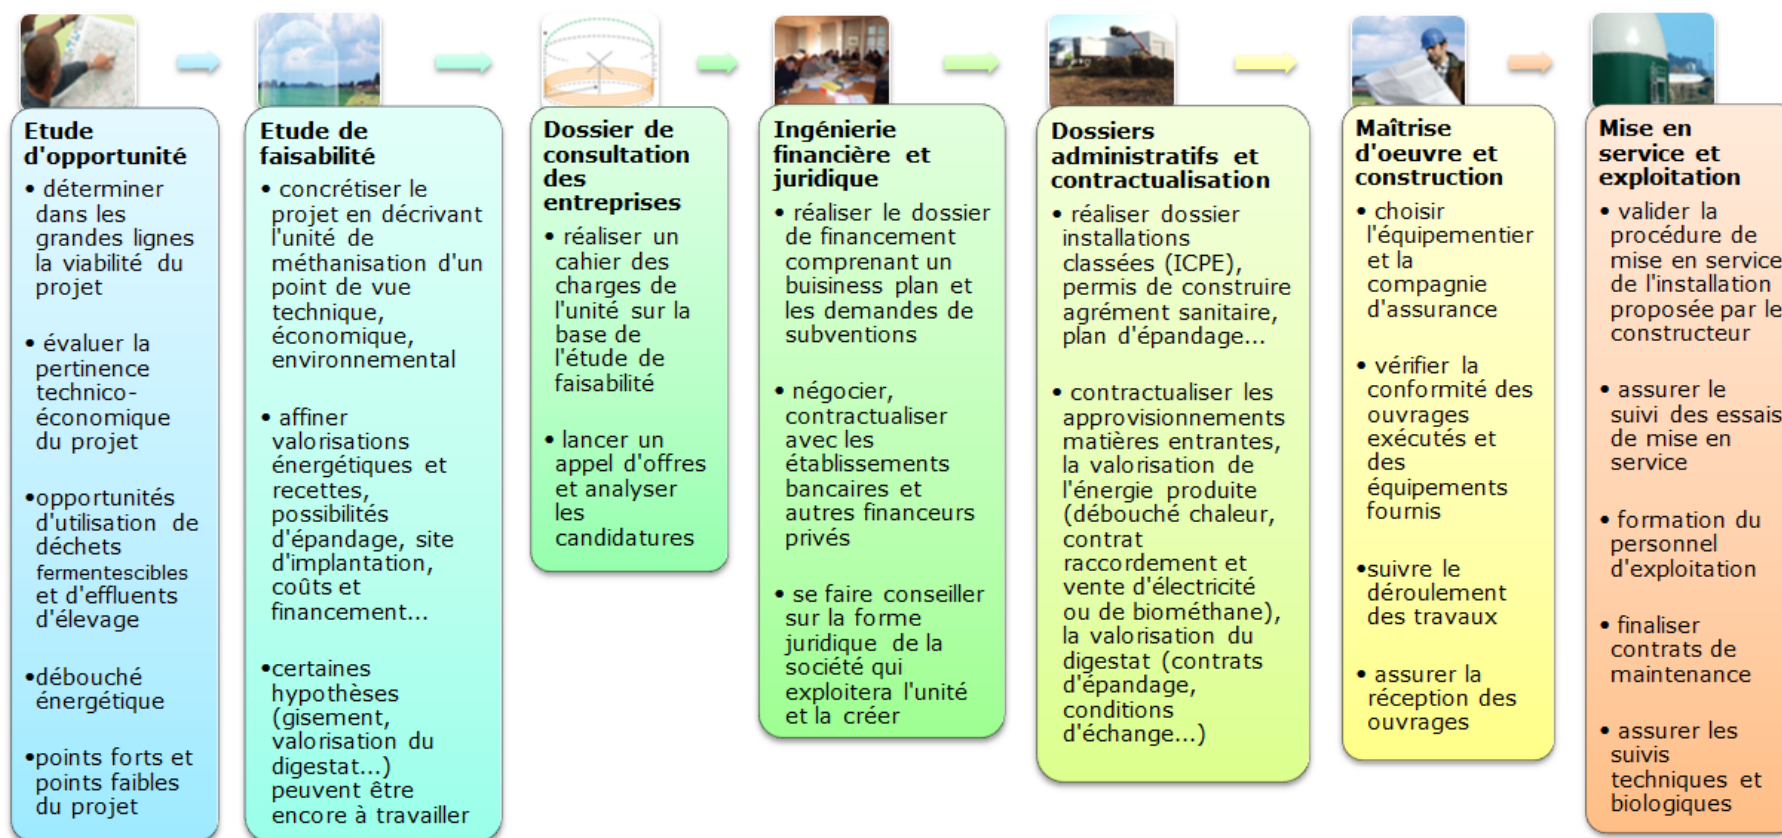 Etude
d'opportunité
• déterminer
dans les
grandes lignes
la viabilité du
projet
• évaluer la
pertinence
technico-
économique
du projet
•opportunités
d'utilisation de
déchets
fermentescibles
et d'effluents
d'élevage
•débouché
énergétique
•points forts et
points faibles
du projet
Etude de
faisabilité
• concrétiser le
projet en décrivant
l'unité de
méthanisation d'un
point de vue
technique,
économique,
environnemental
• affiner
valorisations
énergétiques et
recettes,
possibilités
d'épandage, site
d'implantation,
coûts et
financement...
•certaines
hypothèses
(gisement,
valorisation du
digestat...)
peuvent être
encore à travailler
Dossier de
consultation
des
entreprises
• réaliser un
cahier des
charges de
l'unité sur la
base de
l'étude de
faisabilité
• lancer un
appel d'offres
et analyser
les
candidatures
Ingénierie
financière et
juridique
• réaliser le dossier
de financement
comprenant un
buisiness plan et
les demandes de
subventions
• négocier,
contractualiser
avec les
établissements
bancaires et
autres financeurs
privés
• se faire conseiller
sur la forme
juridique de la
société qui
exploitera l'unité
et la créer
Dossiers
administratifs et
contractualisation
• réaliser dossier
installations
classées (ICPE),
permis de construire
agrément sanitaire,
plan d'épandage...
• contractualiser les
approvisionnements
matières entrantes,
la valorisation de
l'énergie produite
(débouché chaleur,
contrat
raccordement et
vente d'électricité
ou de biométhane),
la valorisation du
digestat (contrats
d'épandage,
conditions
d'échange...)
Maîtrise
d'oeuvre et
construction
• choisir
l'équipementier
et la
compagnie
d'assurance
• vérifier la
conformité des
ouvrages
exécutés et
des
équipements
fournis
•suivre le
déroulement
des travaux
• assurer la
réception des
ouvrages
Mise en
service et
exploitation
• valider la
procédure de
mise en service
de l'installation
proposée par le
constructeur
• assurer le
suivi des essais
de mise en
service
• formation du
personnel
d'exploitation
• finaliser
contrats de
maintenance
• assurer les
suivis
techniques et
biologiques